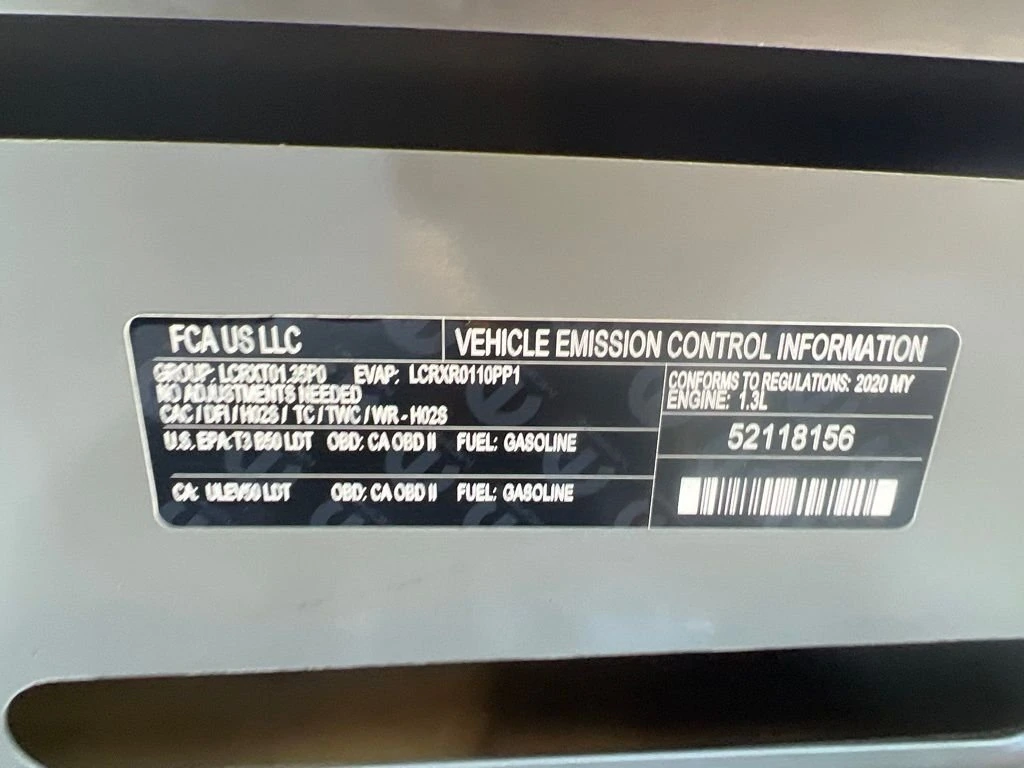 FCA US LLC
VEHICLE EMISSION CONTROL INFORMATION
GROUP: LCRXT01.35P0 EVAP: LCRXR0110PP1
NO ADJUSTMENTS NEEDED
CAC / DFI / HO2S / TC / TWC / WR - HO2S
U.S. EPA: T3 B50 LDT OBD: CA OBD II FUEL: GASOLINE
CA: ULEV50 LDT OBD: CA OBD II FUEL: GASOLINE
CONFORMS TO REGULATIONS: 2020 MY
ENGINE: 1.3L
52118156